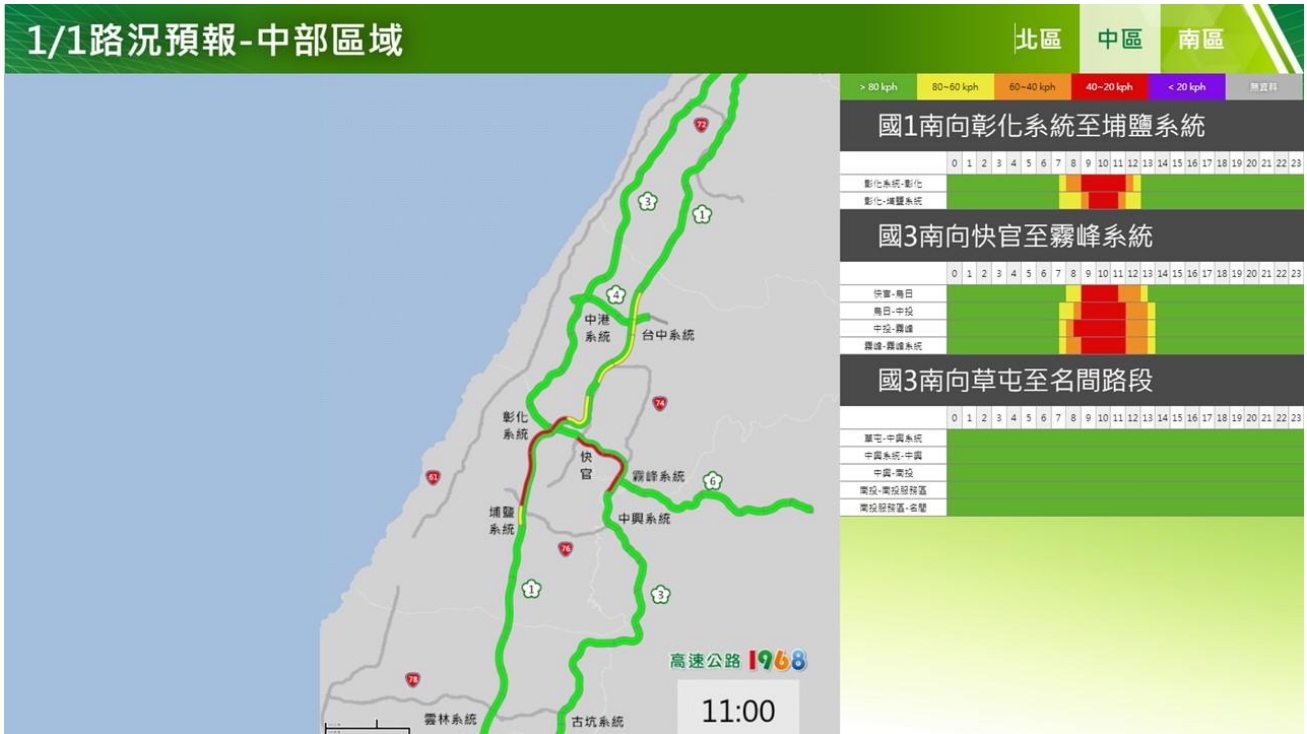 1/1路況預報-中部區域
北區 中區 南區
> 80 kph 80~60 kph 60~40 kph 40~20 kph < 20 kph 無資料
國1南向彰化系統至埔鹽系統
0 1 2 3 4 5 6 7 8 9 10 11 12 13 14 15 16 17 18 19 20 21 22 23
彰化系統-彰化
彰化-埔鹽系統
國3南向快官至霧峰系統
0 1 2 3 4 5 6 7 8 9 10 11 12 13 14 15 16 17 18 19 20 21 22 23
快官-烏日
烏日-中投
中投-霧峰
霧峰-霧峰系統
國3南向草屯至名間路段
0 1 2 3 4 5 6 7 8 9 10 11 12 13 14 15 16 17 18 19 20 21 22 23
草屯-中興系統
中興系統-中興
中興-南投
南投-南投服務區
南投服務區-名間
72
3
1
4
中港
系統
台中系統
74
彰化
系統
快
官
霧峰系統
6
61
埔鹽
系統
中興系統
76
1
3
高速公路 1968
78
雲林系統
古坑系統
11:00